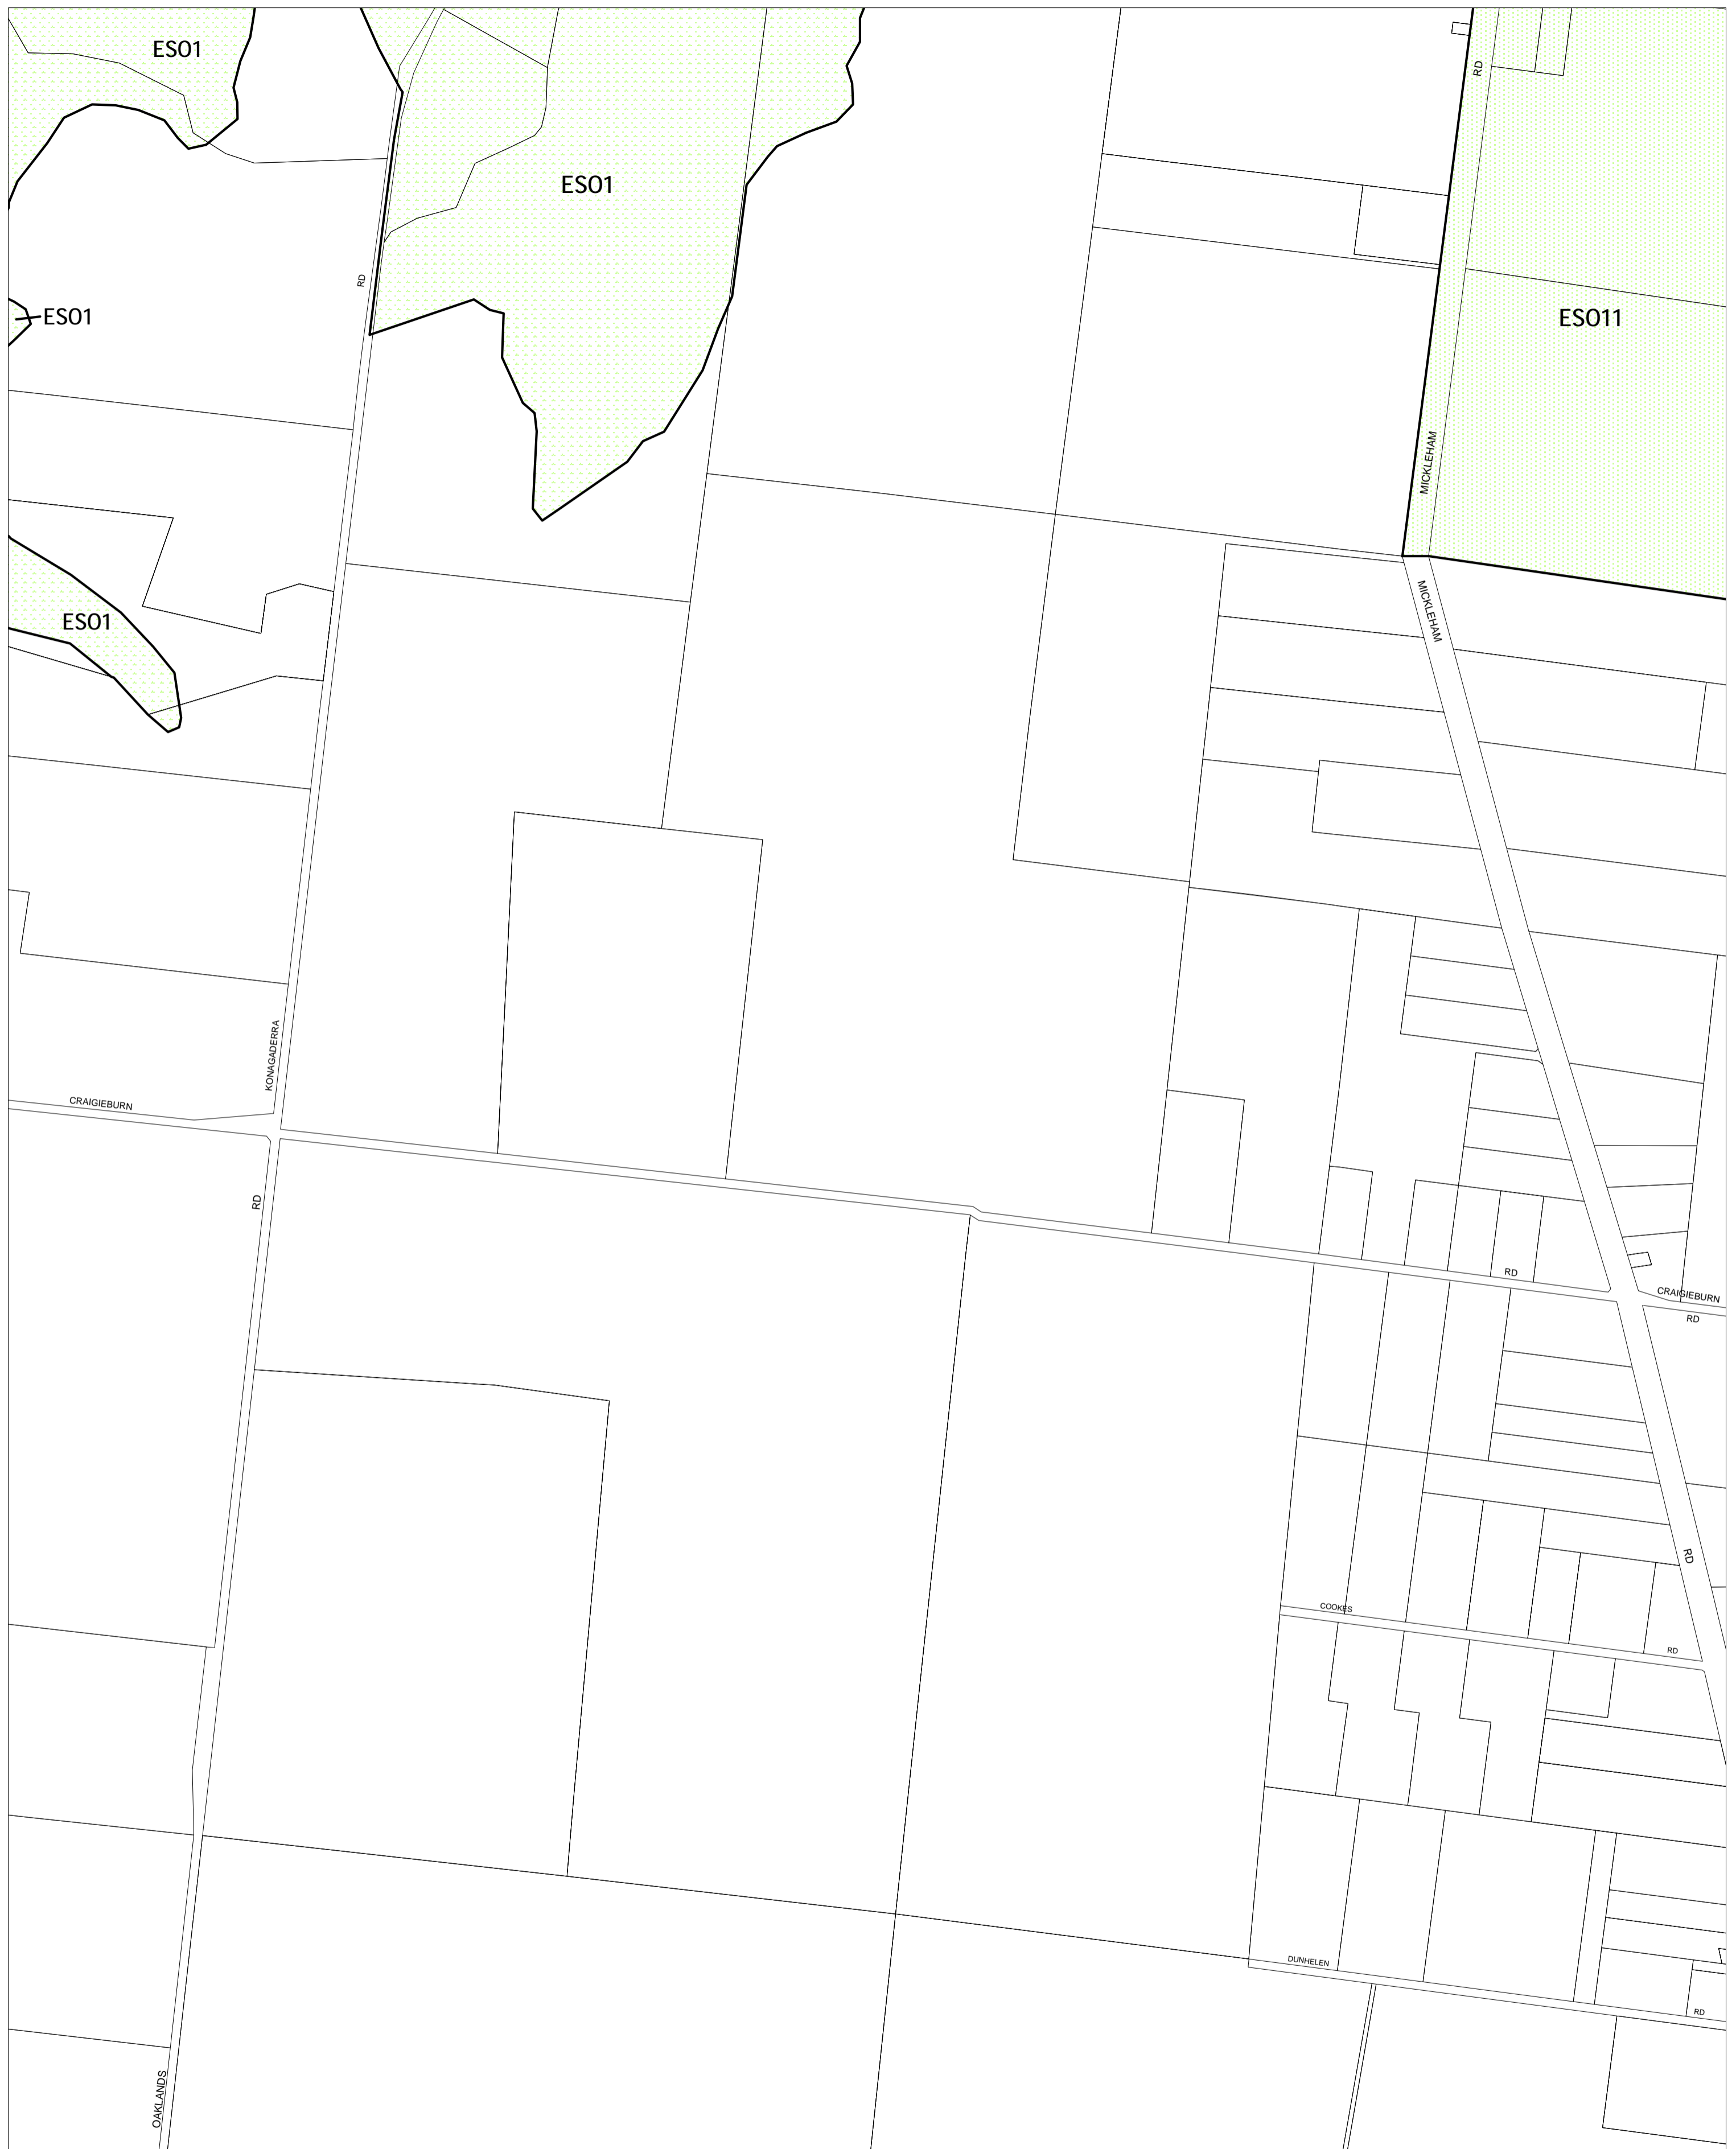 ESO1
RD
ESO1
RD
ESO1
ESO11
MICKLEHAM
MICKLEHAM
ESO1
KONAGADERRA
CRAIGIEBURN
RD
RD
CRAIGIEBURN
RD
RD
COOKES
RD
DUNHELEN
RD
OAKLANDS